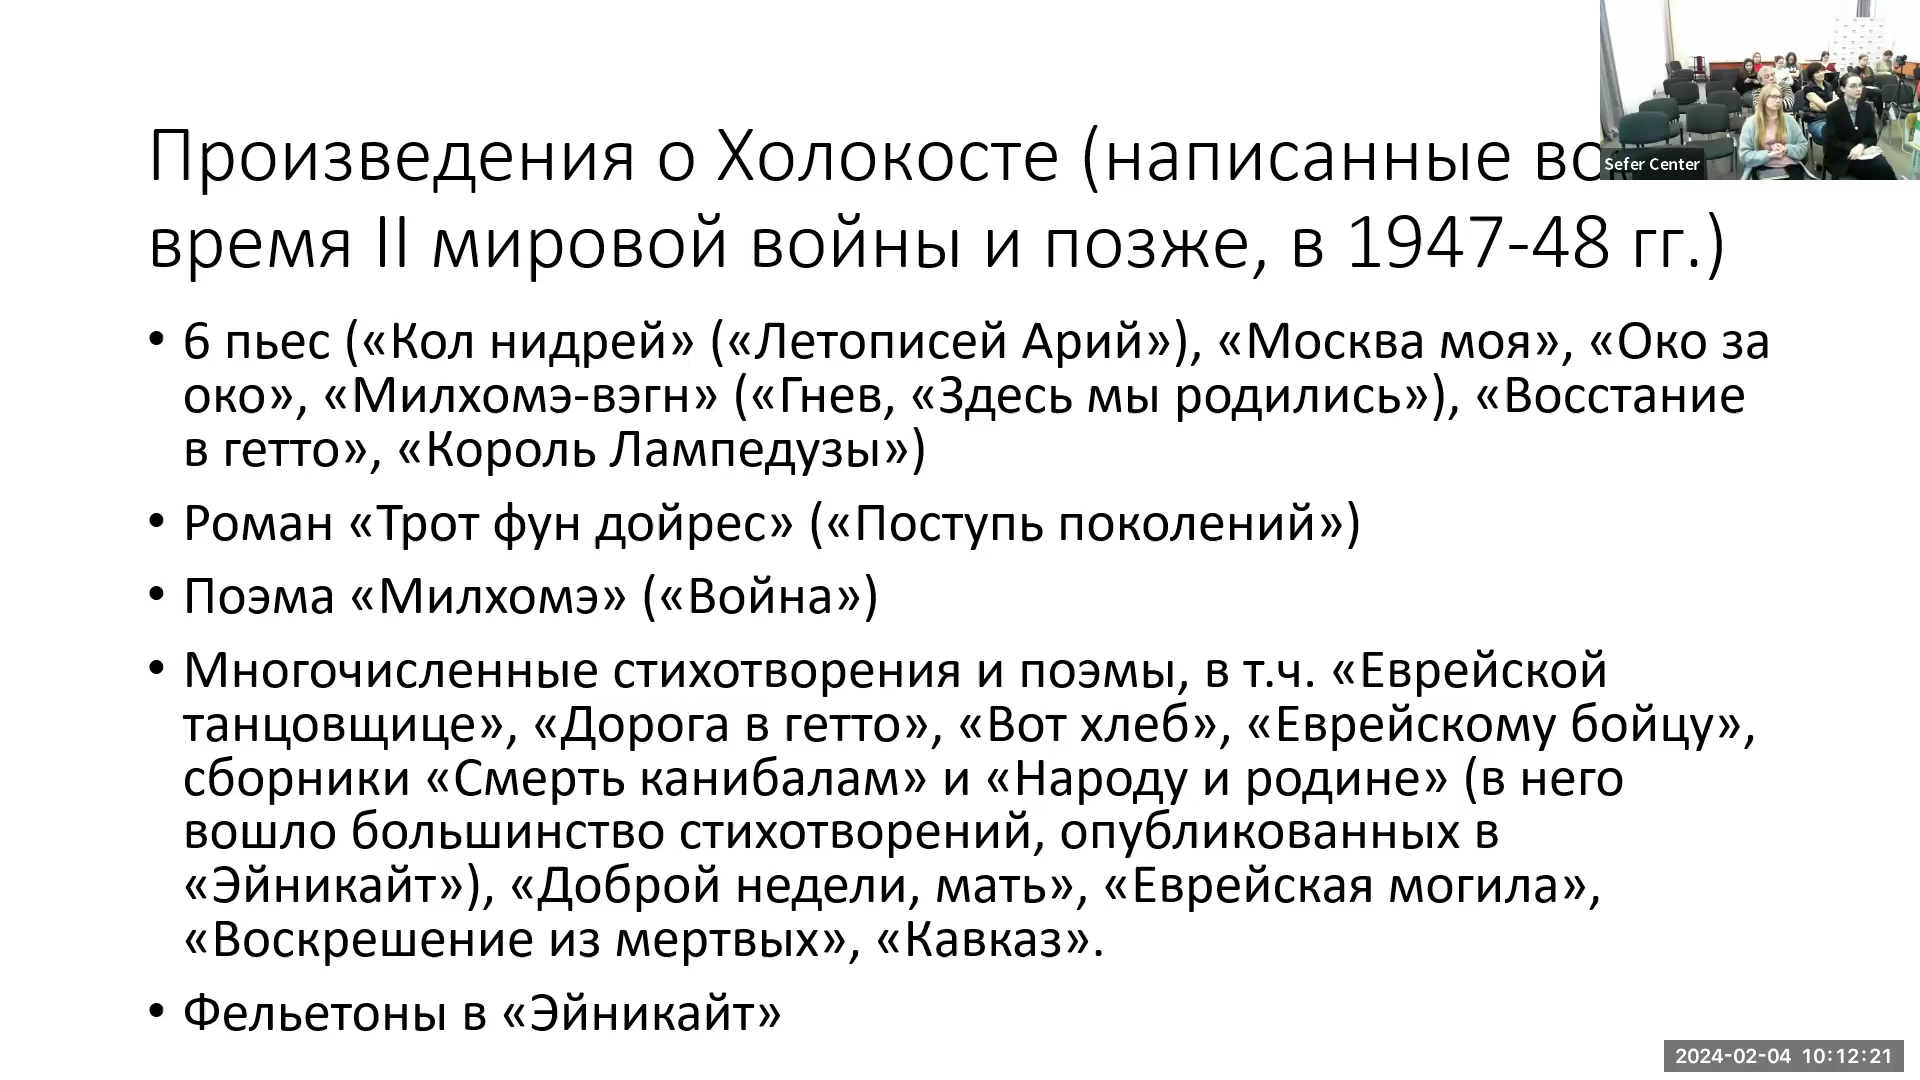 Произведения о Холокосте (написанные во
время II мировой войны и позже, в 1947-48 гг.)
• 6 пьес («Кол нидрей» («Летописей Арий»), «Москва моя», «Око за
око», «Милхомэ-вэгн» («Гнев, «Здесь мы родились»), «Восстание
в гетто», «Король Лампедузы»)
• Роман «Трот фун дойрес» («Поступь поколений»)
• Поэма «Милхомэ» («Война»)
• Многочисленные стихотворения и поэмы, в т.ч. «Еврейской
танцовщице», «Дорога в гетто», «Вот хлеб», «Еврейскому бойцу»,
сборники «Смерть канибалам» и «Народу и родине» (в него
вошло большинство стихотворений, опубликованных в
«Эйникайт»), «Доброй недели, мать», «Еврейская могила»,
«Воскрешение из мертвых», «Кавказ».
• Фельетоны в «Эйникайт»
Sefer Center
2024-02-04 10:12:21